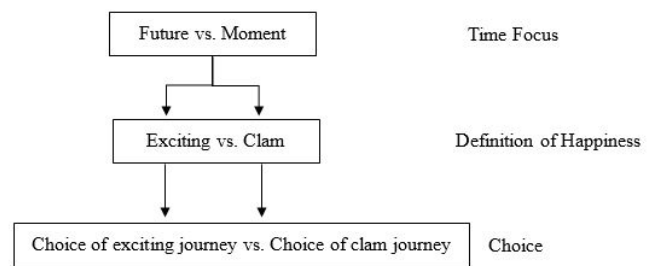 Future vs. Moment
Time Focus
Exciting vs. Clam
Definition of Happiness
Choice of exciting journey vs. Choice of clam journey
Choice